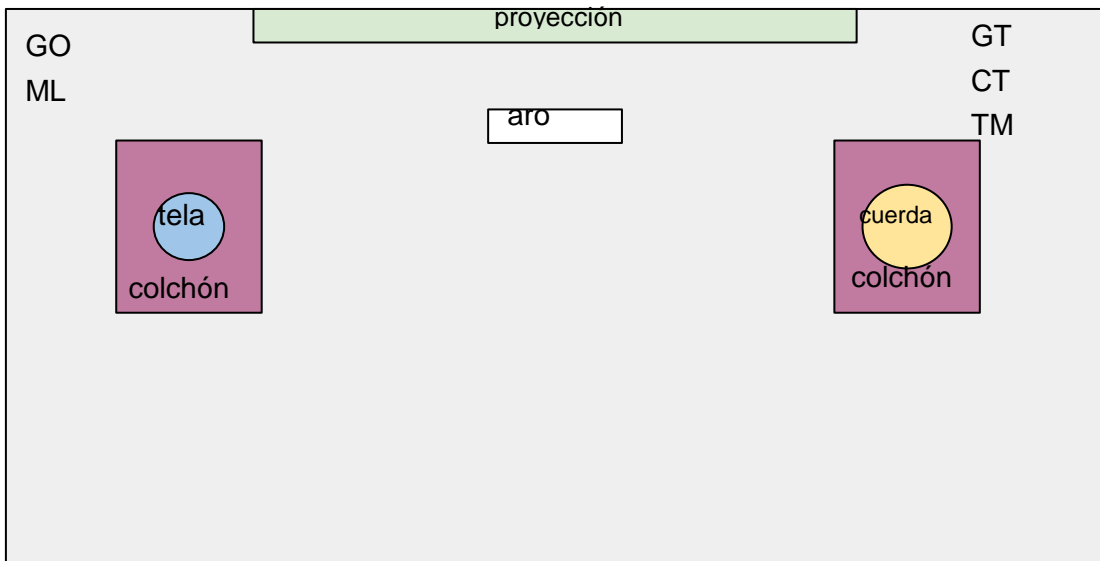 proyección
GO
ML
GT
CT
TM
aro
tela
colchón
cuerda
colchón